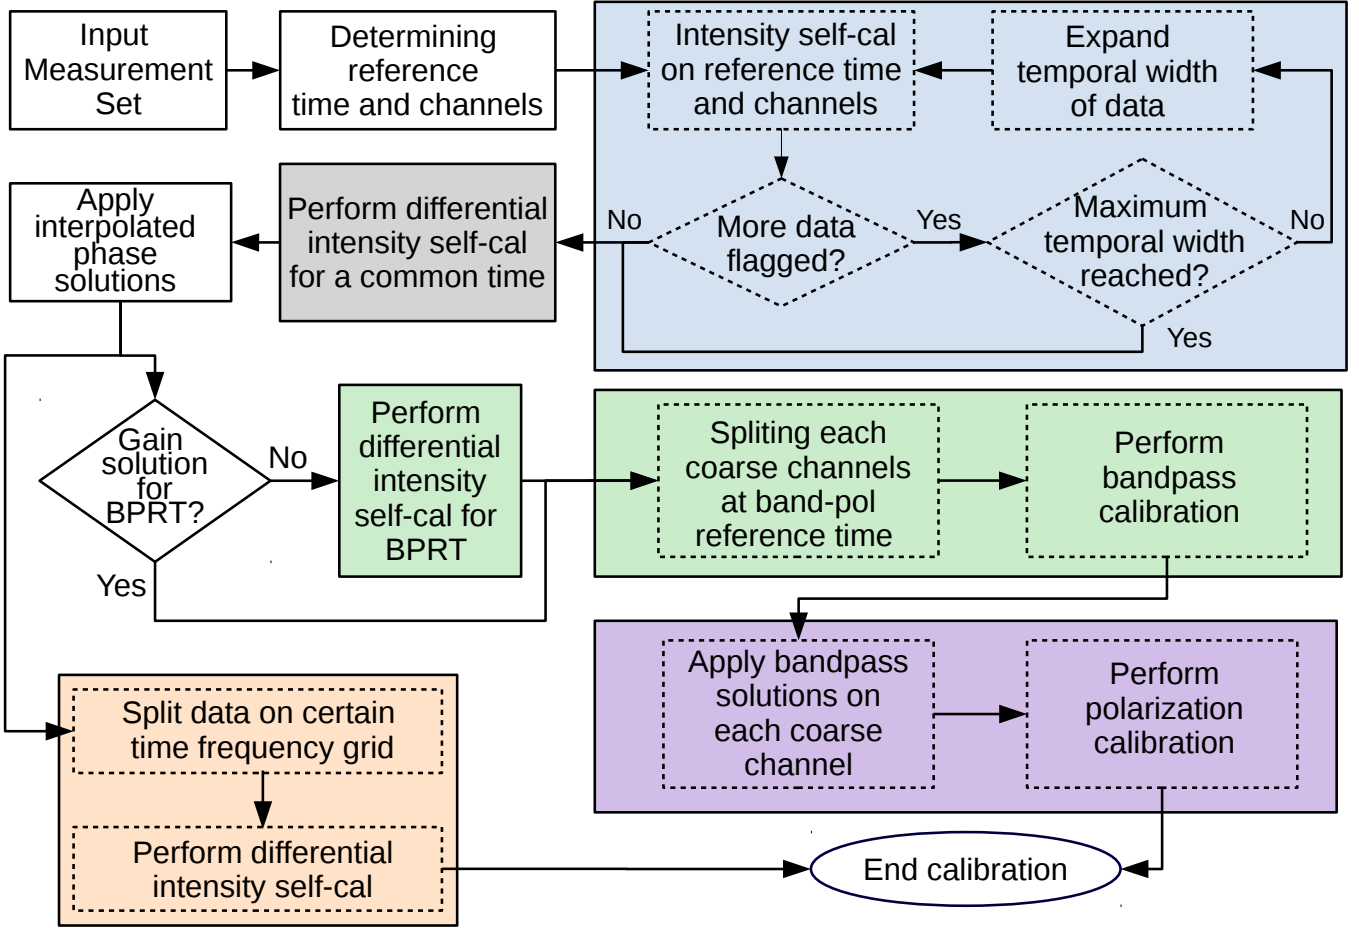 Input
Measurement
Set
Determining
reference
time and channels
Intensity self-cal
on reference time
and channels
Expand
temporal width
of data
Apply
interpolated
phase
solutions
Perform differential
intensity self-cal
for a common time
No
More data
flagged?
Yes
Maximum
temporal width
reached?
No
Yes
Gain
solution
for
BPRT?
No
Yes
Perform
differential
intensity
self-cal for
BPRT
Spliting each
coarse channels
at band-pol
reference time
Perform
bandpass
calibration
Apply bandpass
solutions on
each coarse
channel
Perform
polarization
calibration
Split data on certain
time frequency grid
Perform differential
intensity self-cal
End calibration